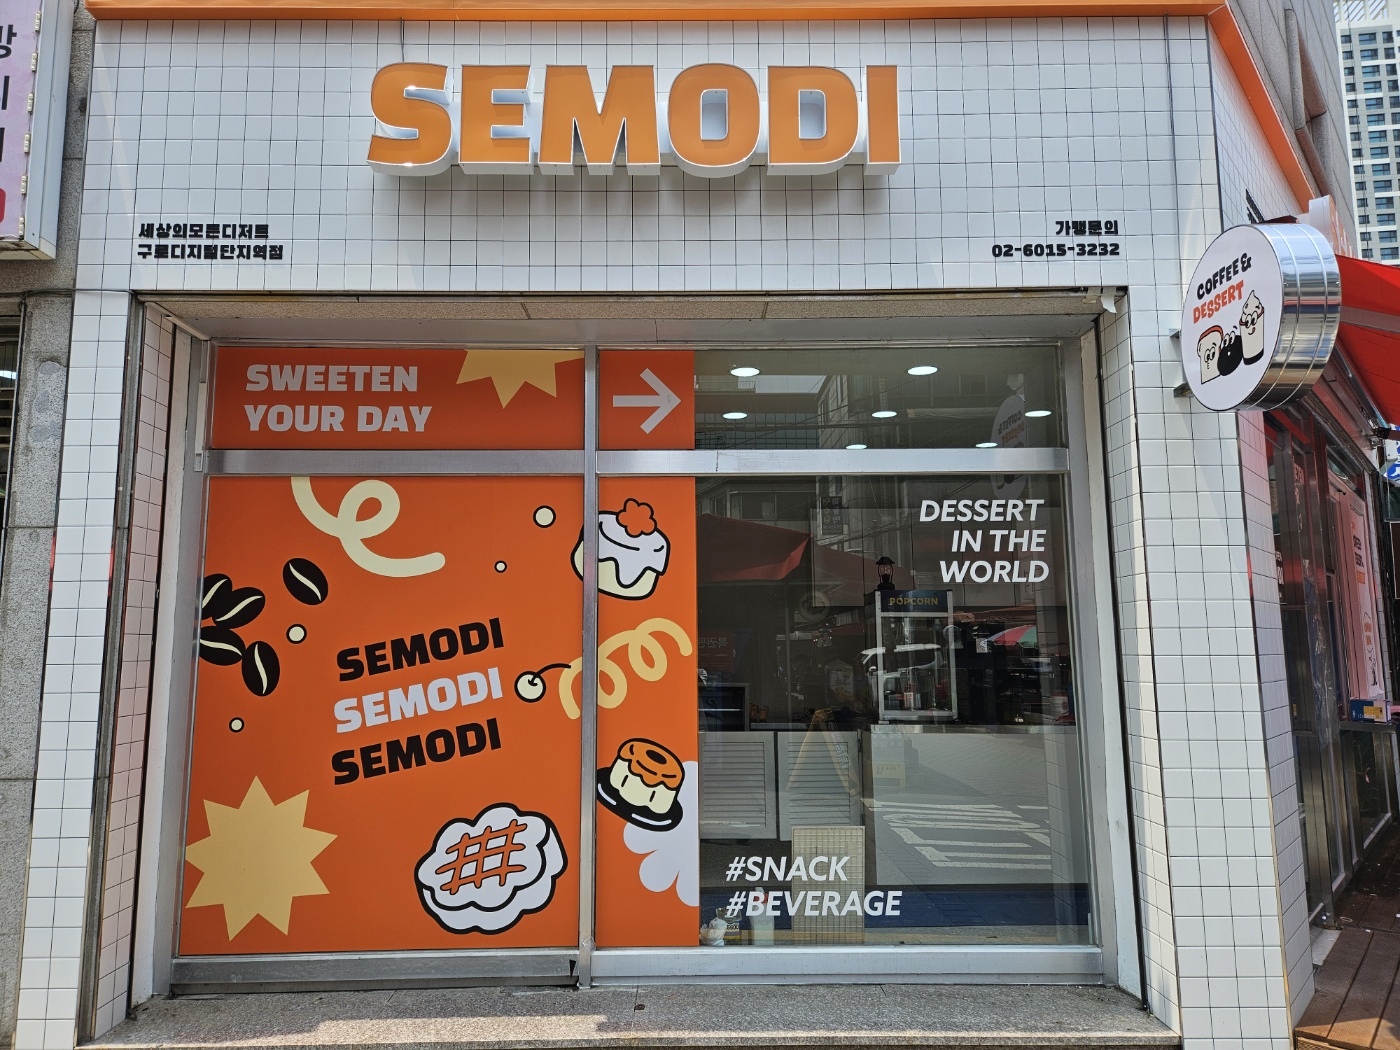 SEMODI
세상의모든디저트
구로디지털단지역점
가맹문의
02-6015-3232
COFFEE &
DESSERT
SWEETEN
YOUR DAY
DESSERT
IN THE
WORLD
POPCORN
SEMODI
SEMODI
SEMODI
#SNACK
#BEVERAGE